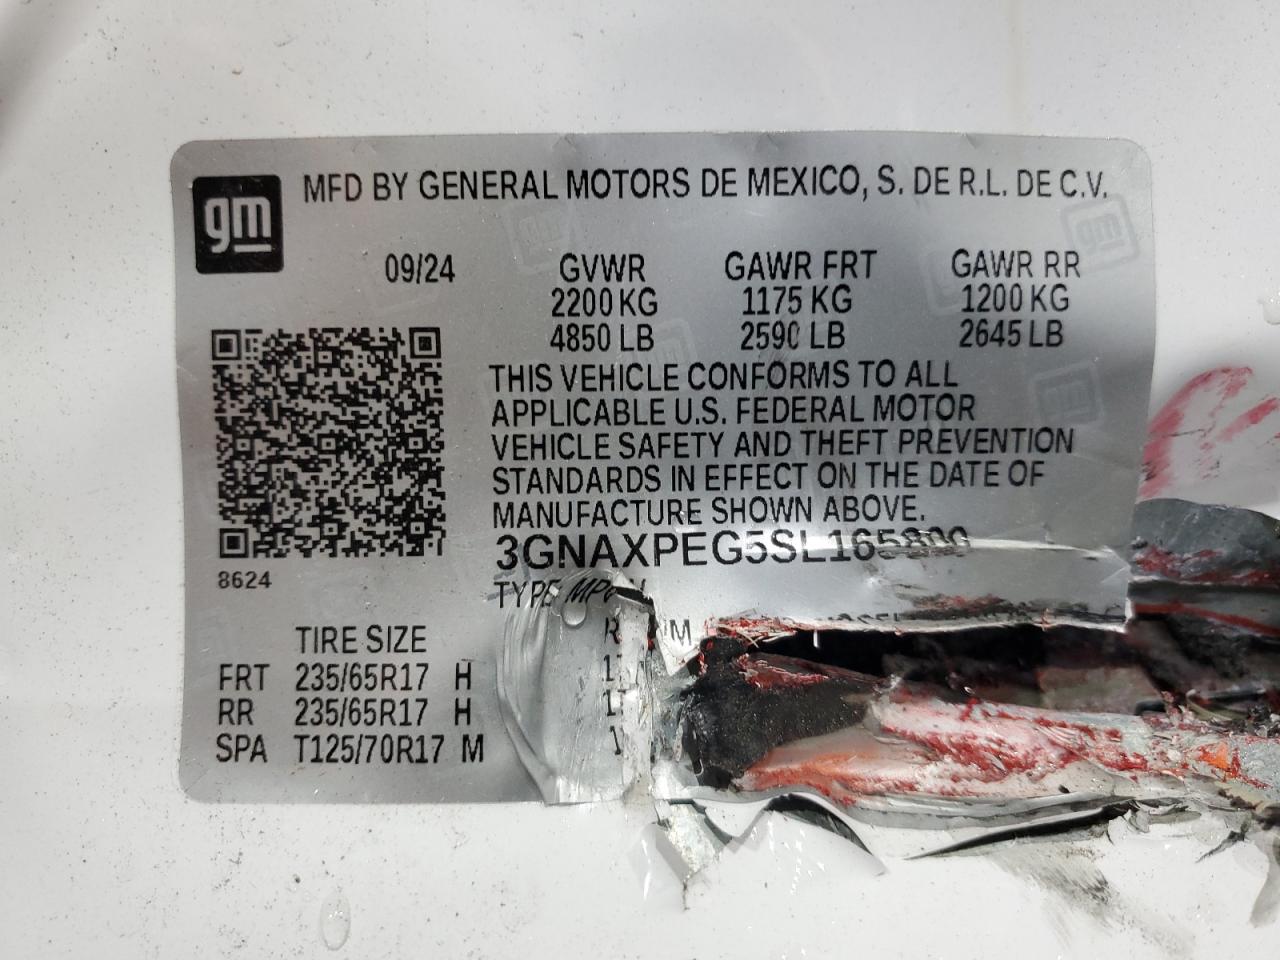 gm
MFD BY GENERAL MOTORS DE MEXICO, S. DE R.L. DE C.V.
09/24 GVWR GAWR FRT GAWR RR
2200 KG 1175 KG 1200 KG
4850 LB 2590 LB 2645 LB
THIS VEHICLE CONFORMS TO ALL
APPLICABLE U.S. FEDERAL MOTOR
VEHICLE SAFETY AND THEFT PREVENTION
STANDARDS IN EFFECT ON THE DATE OF
MANUFACTURE SHOWN ABOVE.
8624
TYPE
TIRE SIZE
FRT 235/65R17 H
RR 235/65R17 H
SPA T125/70R17 M